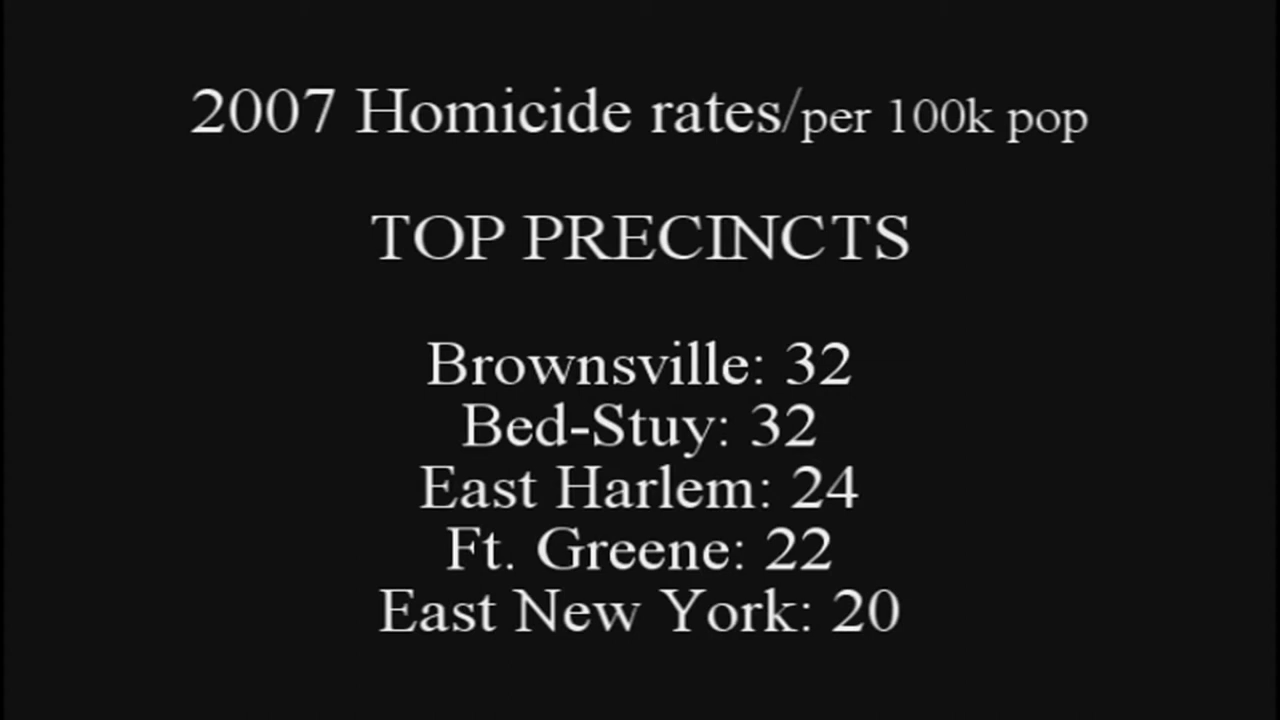 2007 Homicide rates/per 100k pop
TOP PRECINCTS
Brownsville: 32
Bed-Stuy: 32
East Harlem: 24
Ft. Greene: 22
East New York: 20